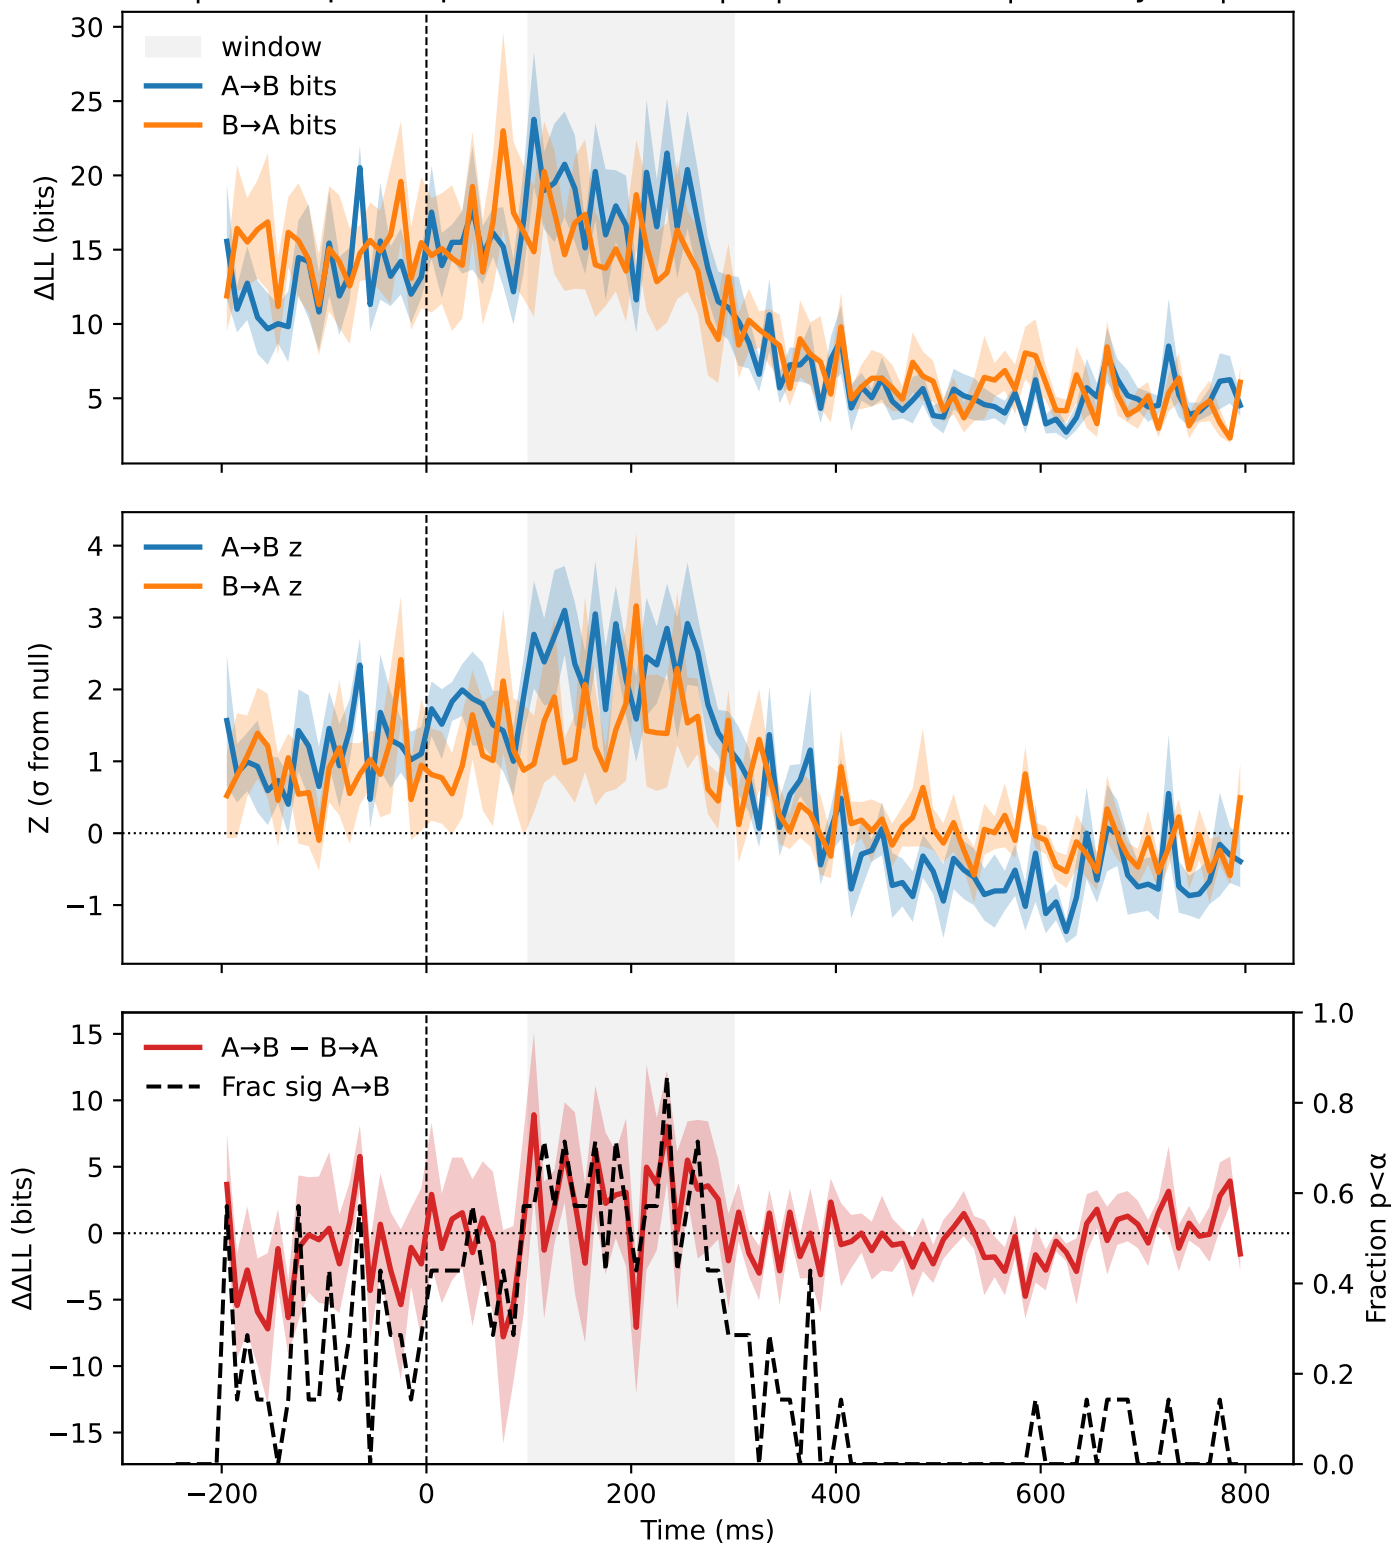 30
25
20
15
10
5
ΔLL (bits)
window
A→B bits
B→A bits
4
3
2
1
0
−1
Z (σ from null)
A→B z
B→A z
15
10
5
0
−5
−10
−15
ΔΔLL (bits)
A→B − B→A
Frac sig A→B
1.0
0.8
0.6
0.4
0.2
0.0
Fraction p<α
−200 0 200 400 600 800
Time (ms)